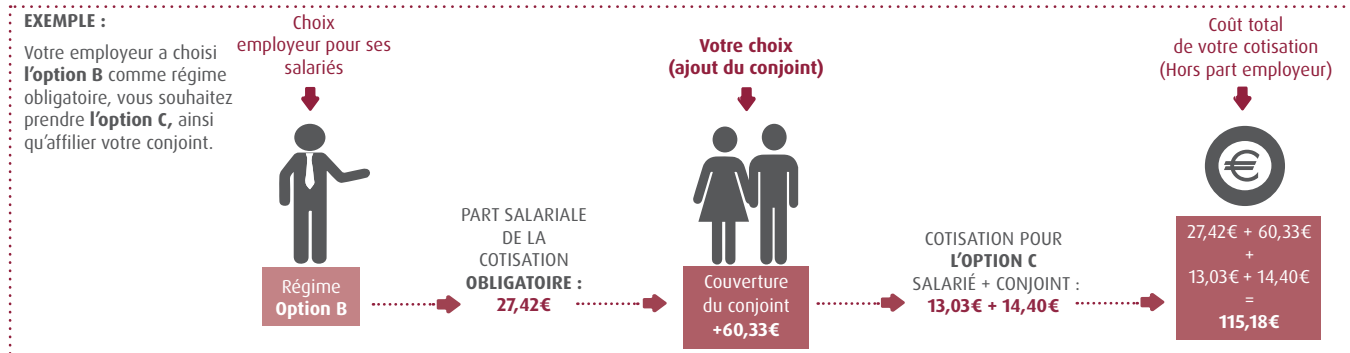 EXEMPLE :
Votre employeur a choisi
l'option B comme régime
obligatoire, vous souhaitez
prendre l'option C, ainsi
qu'affilier votre conjoint.
Choix
employeur pour ses
salariés
Régime
Option B
PART SALARIALE
DE LA
COTISATION
OBLIGATOIRE :
27,42€
Votre choix
(ajout du conjoint)
Couverture
du conjoint
+60,33€
COTISATION POUR
L'OPTION C
SALARIÉ + CONJOINT :
13,03€ + 14,40€
Coût total
de votre cotisation
(Hors part employeur)
€
27,42€ + 60,33€
+
13,03€ + 14,40€
=
115,18€